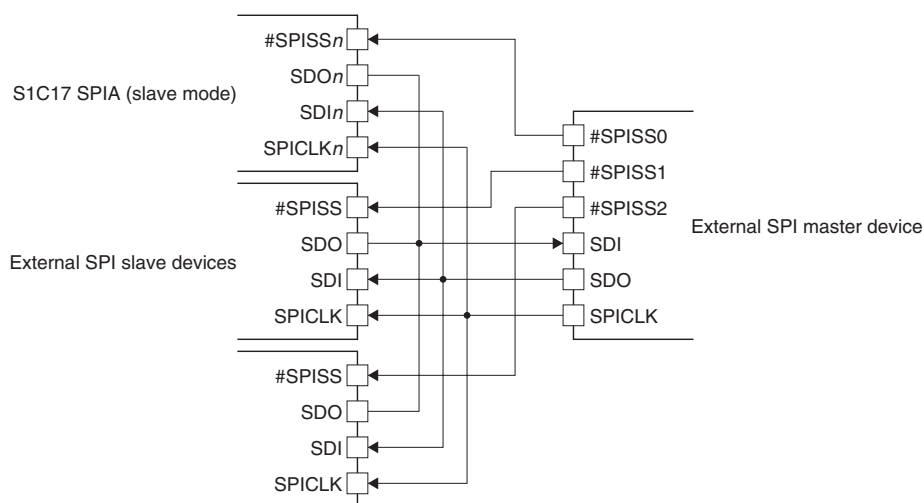 #SPISSn
SDOn
S1C17 SPIA (slave mode)
SDIn
SPICLKn
#SPISS
SDO
External SPI slave devices
SDI
SPICLK
#SPISS
SDO
SDI
SPICLK
#SPISS0
#SPISS1
#SPISS2
External SPI master device
SDI
SDO
SPICLK